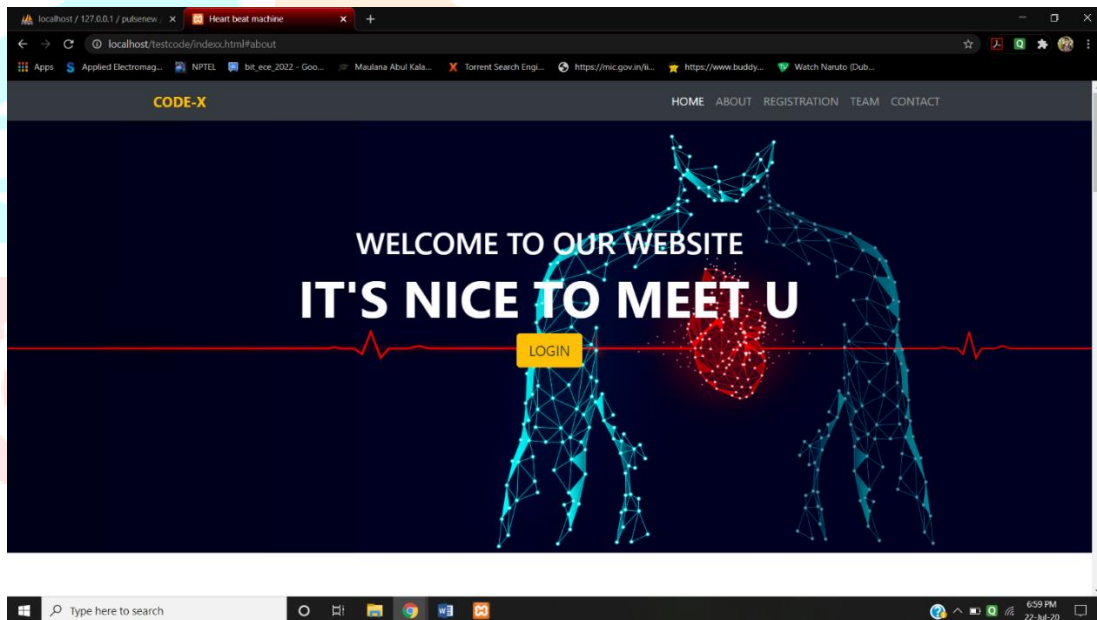 localhost / 127.0.0.1 / pulsenew
Heart beat machine
localhost/testcode/indexx.html#about
Apps
Applied Electromag...
NPTEL
bit_ece_2022 - Goo...
Maulana Abul Kala...
Torrent Search Engi...
https://mic.gov.in/ii...
https://www.buddy...
Watch Naruto (Dub...
CODE-X
HOME ABOUT REGISTRATION TEAM CONTACT
WELCOME TO OUR WEBSITE
IT'S NICE TO MEET U
LOGIN
Type here to search
6:59 PM
22-Jul-20